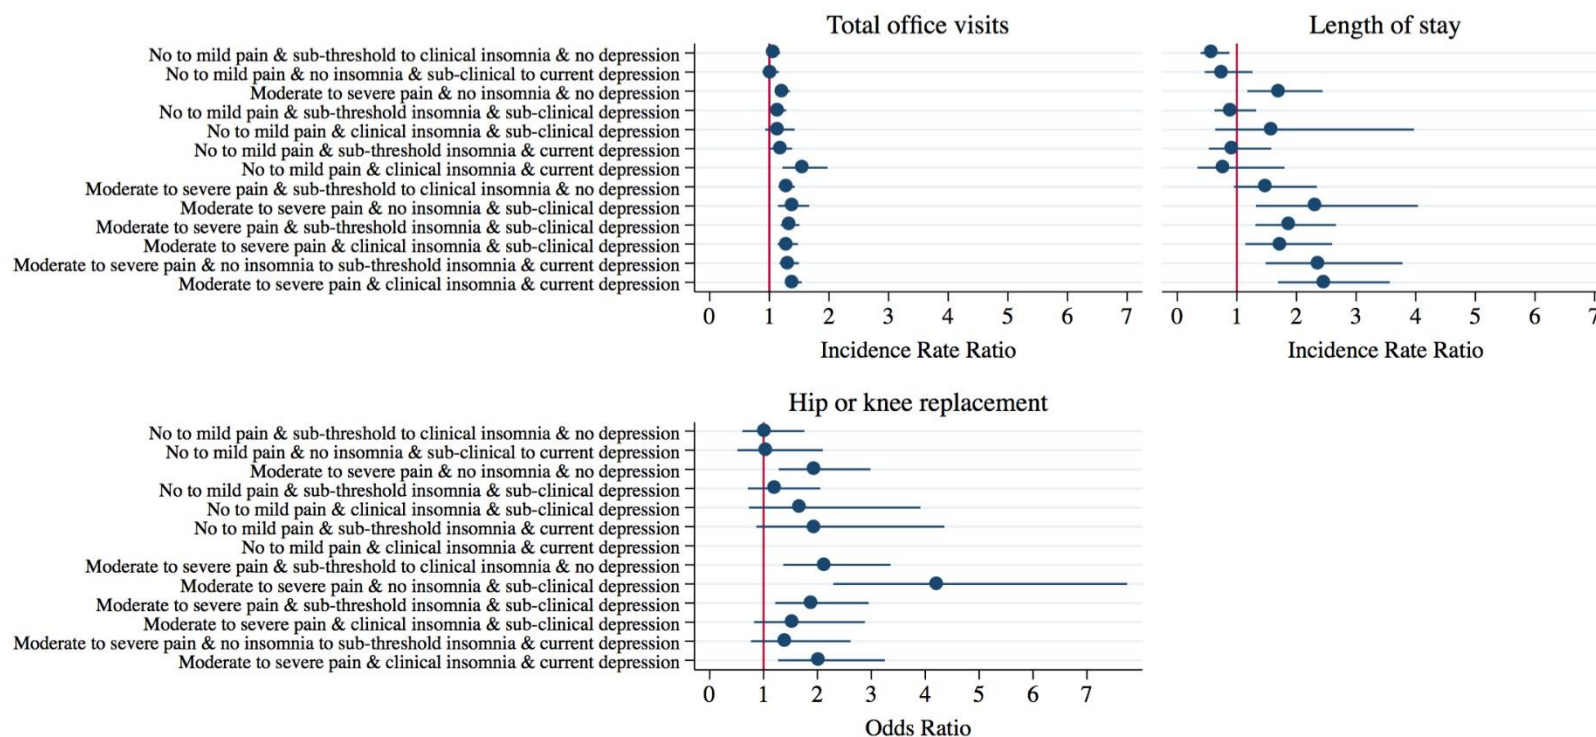 Total office visits
Length of stay
No to mild pain & sub-threshold to clinical insomnia & no depression
No to mild pain & no insomnia & sub-clinical to current depression
Moderate to severe pain & no insomnia & no depression
No to mild pain & sub-threshold insomnia & sub-clinical depression
No to mild pain & clinical insomnia & sub-clinical depression
No to mild pain & sub-threshold insomnia & current depression
No to mild pain & clinical insomnia & current depression
Moderate to severe pain & sub-threshold to clinical insomnia & no depression
Moderate to severe pain & no insomnia & sub-clinical depression
Moderate to severe pain & sub-threshold insomnia & sub-clinical depression
Moderate to severe pain & clinical insomnia & sub-clinical depression
Moderate to severe pain & no insomnia to sub-threshold insomnia & current depression
Moderate to severe pain & clinical insomnia & current depression
0 1 2 3 4 5 6 7
0 1 2 3 4 5 6 7
Incidence Rate Ratio
Incidence Rate Ratio
Hip or knee replacement
No to mild pain & sub-threshold to clinical insomnia & no depression
No to mild pain & no insomnia & sub-clinical to current depression
Moderate to severe pain & no insomnia & no depression
No to mild pain & sub-threshold insomnia & sub-clinical depression
No to mild pain & clinical insomnia & sub-clinical depression
No to mild pain & sub-threshold insomnia & current depression
No to mild pain & clinical insomnia & current depression
Moderate to severe pain & sub-threshold to clinical insomnia & no depression
Moderate to severe pain & no insomnia & sub-clinical depression
Moderate to severe pain & sub-threshold insomnia & sub-clinical depression
Moderate to severe pain & clinical insomnia & sub-clinical depression
Moderate to severe pain & no insomnia to sub-threshold insomnia & current depression
Moderate to severe pain & clinical insomnia & current depression
0 1 2 3 4 5 6 7
Odds Ratio